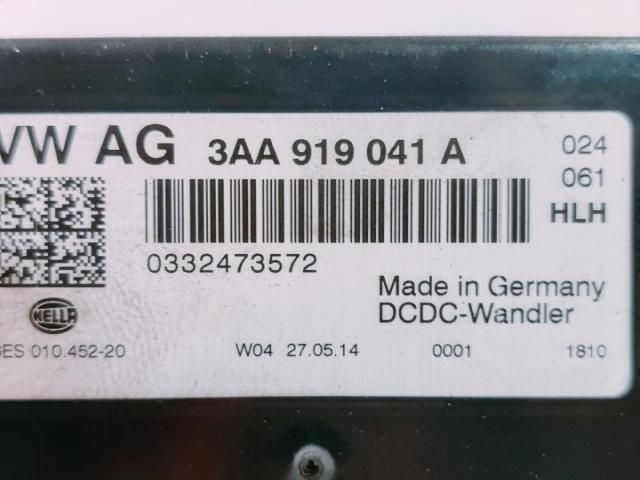 VW AG 3AA 919 041 A
024
061
HLH
0332473572
Made in Germany
DCDC-Wandler
HELLA
010.452-20 W04 27.05.14 0001 1810